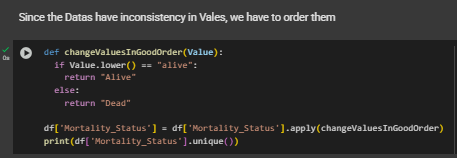 Since the Datas have inconsistency in Vales, we have to order them
0s
def changeValuesInGoodOrder(Value):
if Value.lower() == "alive":
return "Alive"
else:
return "Dead"
df['Mortality_Status'] = df['Mortality_Status'].apply(changeValuesInGoodOrder)
print(df['Mortality_Status'].unique())